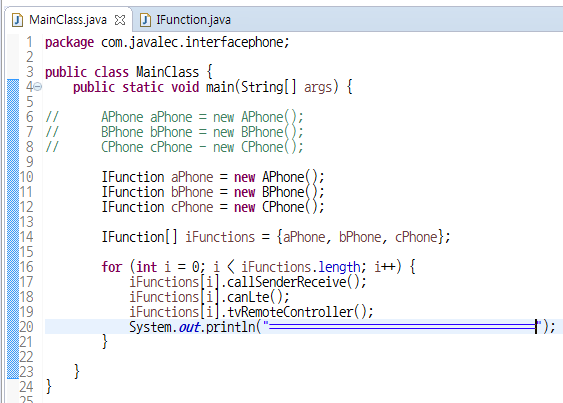 MainClass.java IFunction.java
1 package com.javalec.interfacephone;
2
3 public class MainClass {
4 public static void main(String[] args) {
5
6 // APhone aPhone = new APhone();
7 // BPhone bPhone = new BPhone();
8 // CPhone cPhone - new CPhone();
9
10 IFunction aPhone = new APhone();
11 IFunction bPhone = new BPhone();
12 IFunction cPhone = new CPhone();
13
14 IFunction[] iFunctions = {aPhone, bPhone, cPhone};
15
16 for (int i = 0; i < iFunctions.length; i++) {
17 iFunctions[i].callSenderReceive();
18 iFunctions[i].canLte();
19 iFunctions[i].tvRemoteController();
20 System.out.println("======================================");
21 }
22
23 }
24 }
25